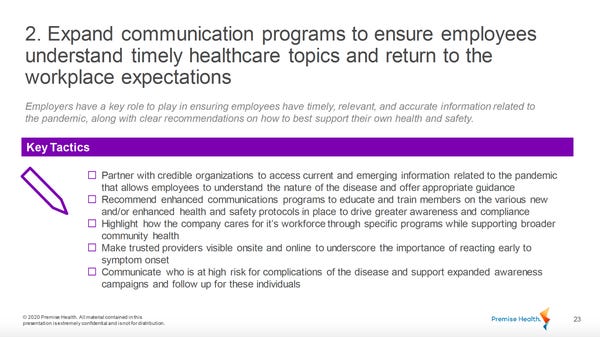 2. Expand communication programs to ensure employees
understand timely healthcare topics and return to the
workplace expectations
Employers have a key role to play in ensuring employees have timely, relevant, and accurate information related to
the pandemic, along with clear recommendations on how to best support their own health and safety.
Key Tactics
Partner with credible organizations to access current and emerging information related to the pandemic
that allows employees to understand the nature of the disease and offer appropriate guidance
Recommend enhanced communications programs to educate and train members on the various new
and/or enhanced health and safety protocols in place to drive greater awareness and compliance
Highlight how the company cares for it's workforce through specific programs while supporting broader
community health
Make trusted providers visible onsite and online to underscore the importance of reacting early to
symptom onset
Communicate who is at high risk for complications of the disease and support expanded awareness
campaigns and follow up for these individuals
© 2020 Premise Health. All material contained in this
presentation is extremely confidential and is not for distribution.
Premise Health.
23